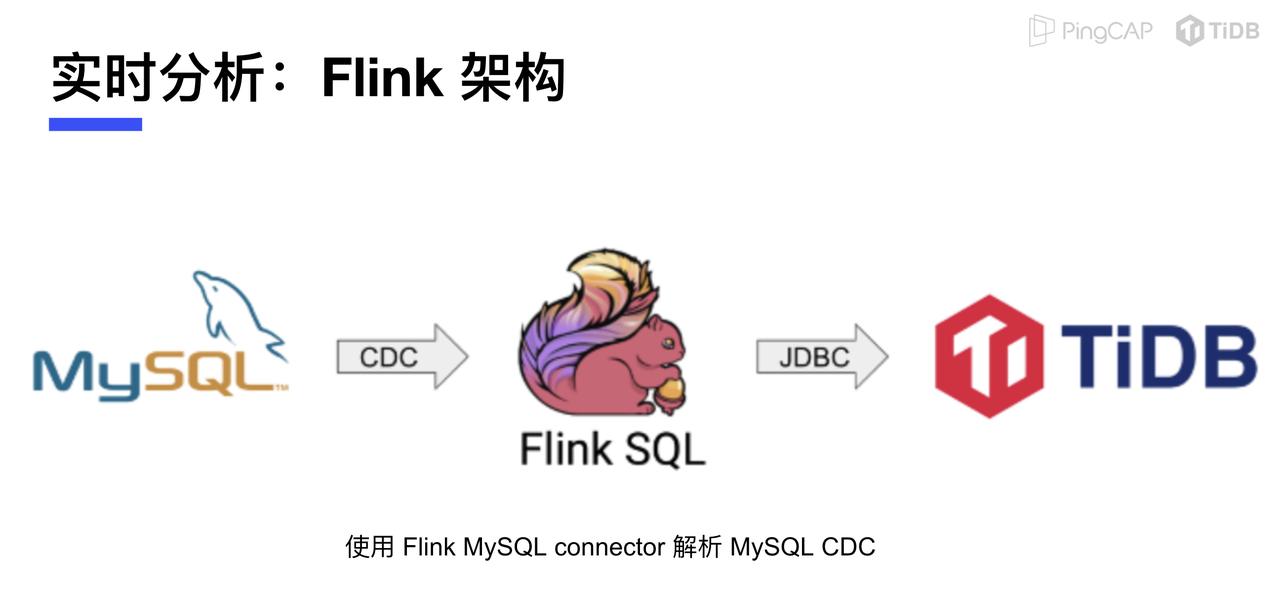 PingCAP TiDB
实时分析：Flink 架构
MySQL™
CDC
JDBC
TiDB
Flink SQL
使用 Flink MySQL connector 解析 MySQL CDC